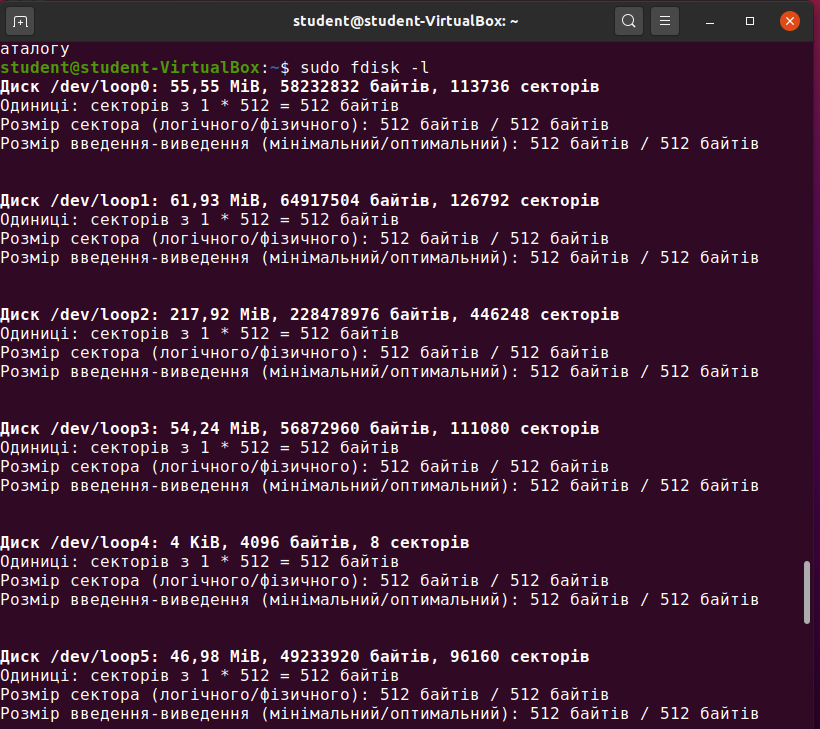 student@student-VirtualBox: ~
аталогу
student@student-VirtualBox:~$ sudo fdisk -l
Диск /dev/loop0: 55,55 MiB, 58232832 байтів, 113736 секторів
Одиниці: секторів з 1 * 512 = 512 байтів
Розмір сектора (логічного/фізичного): 512 байтів / 512 байтів
Розмір введення-виведення (мінімальний/оптимальний): 512 байтів / 512 байтів
Диск /dev/loop1: 61,93 MiB, 64917504 байтів, 126792 секторів
Одиниці: секторів з 1 * 512 = 512 байтів
Розмір сектора (логічного/фізичного): 512 байтів / 512 байтів
Розмір введення-виведення (мінімальний/оптимальний): 512 байтів / 512 байтів
Диск /dev/loop2: 217,92 MiB, 228478976 байтів, 446248 секторів
Одиниці: секторів з 1 * 512 = 512 байтів
Розмір сектора (логічного/фізичного): 512 байтів / 512 байтів
Розмір введення-виведення (мінімальний/оптимальний): 512 байтів / 512 байтів
Диск /dev/loop3: 54,24 MiB, 56872960 байтів, 111080 секторів
Одиниці: секторів з 1 * 512 = 512 байтів
Розмір сектора (логічного/фізичного): 512 байтів / 512 байтів
Розмір введення-виведення (мінімальний/оптимальний): 512 байтів / 512 байтів
Диск /dev/loop4: 4 KiB, 4096 байтів, 8 секторів
Одиниці: секторів з 1 * 512 = 512 байтів
Розмір сектора (логічного/фізичного): 512 байтів / 512 байтів
Розмір введення-виведення (мінімальний/оптимальний): 512 байтів / 512 байтів
Диск /dev/loop5: 46,98 MiB, 49233920 байтів, 96160 секторів
Одиниці: секторів з 1 * 512 = 512 байтів
Розмір сектора (логічного/фізичного): 512 байтів / 512 байтів
Розмір введення-виведення (мінімальний/оптимальний): 512 байтів / 512 байтів